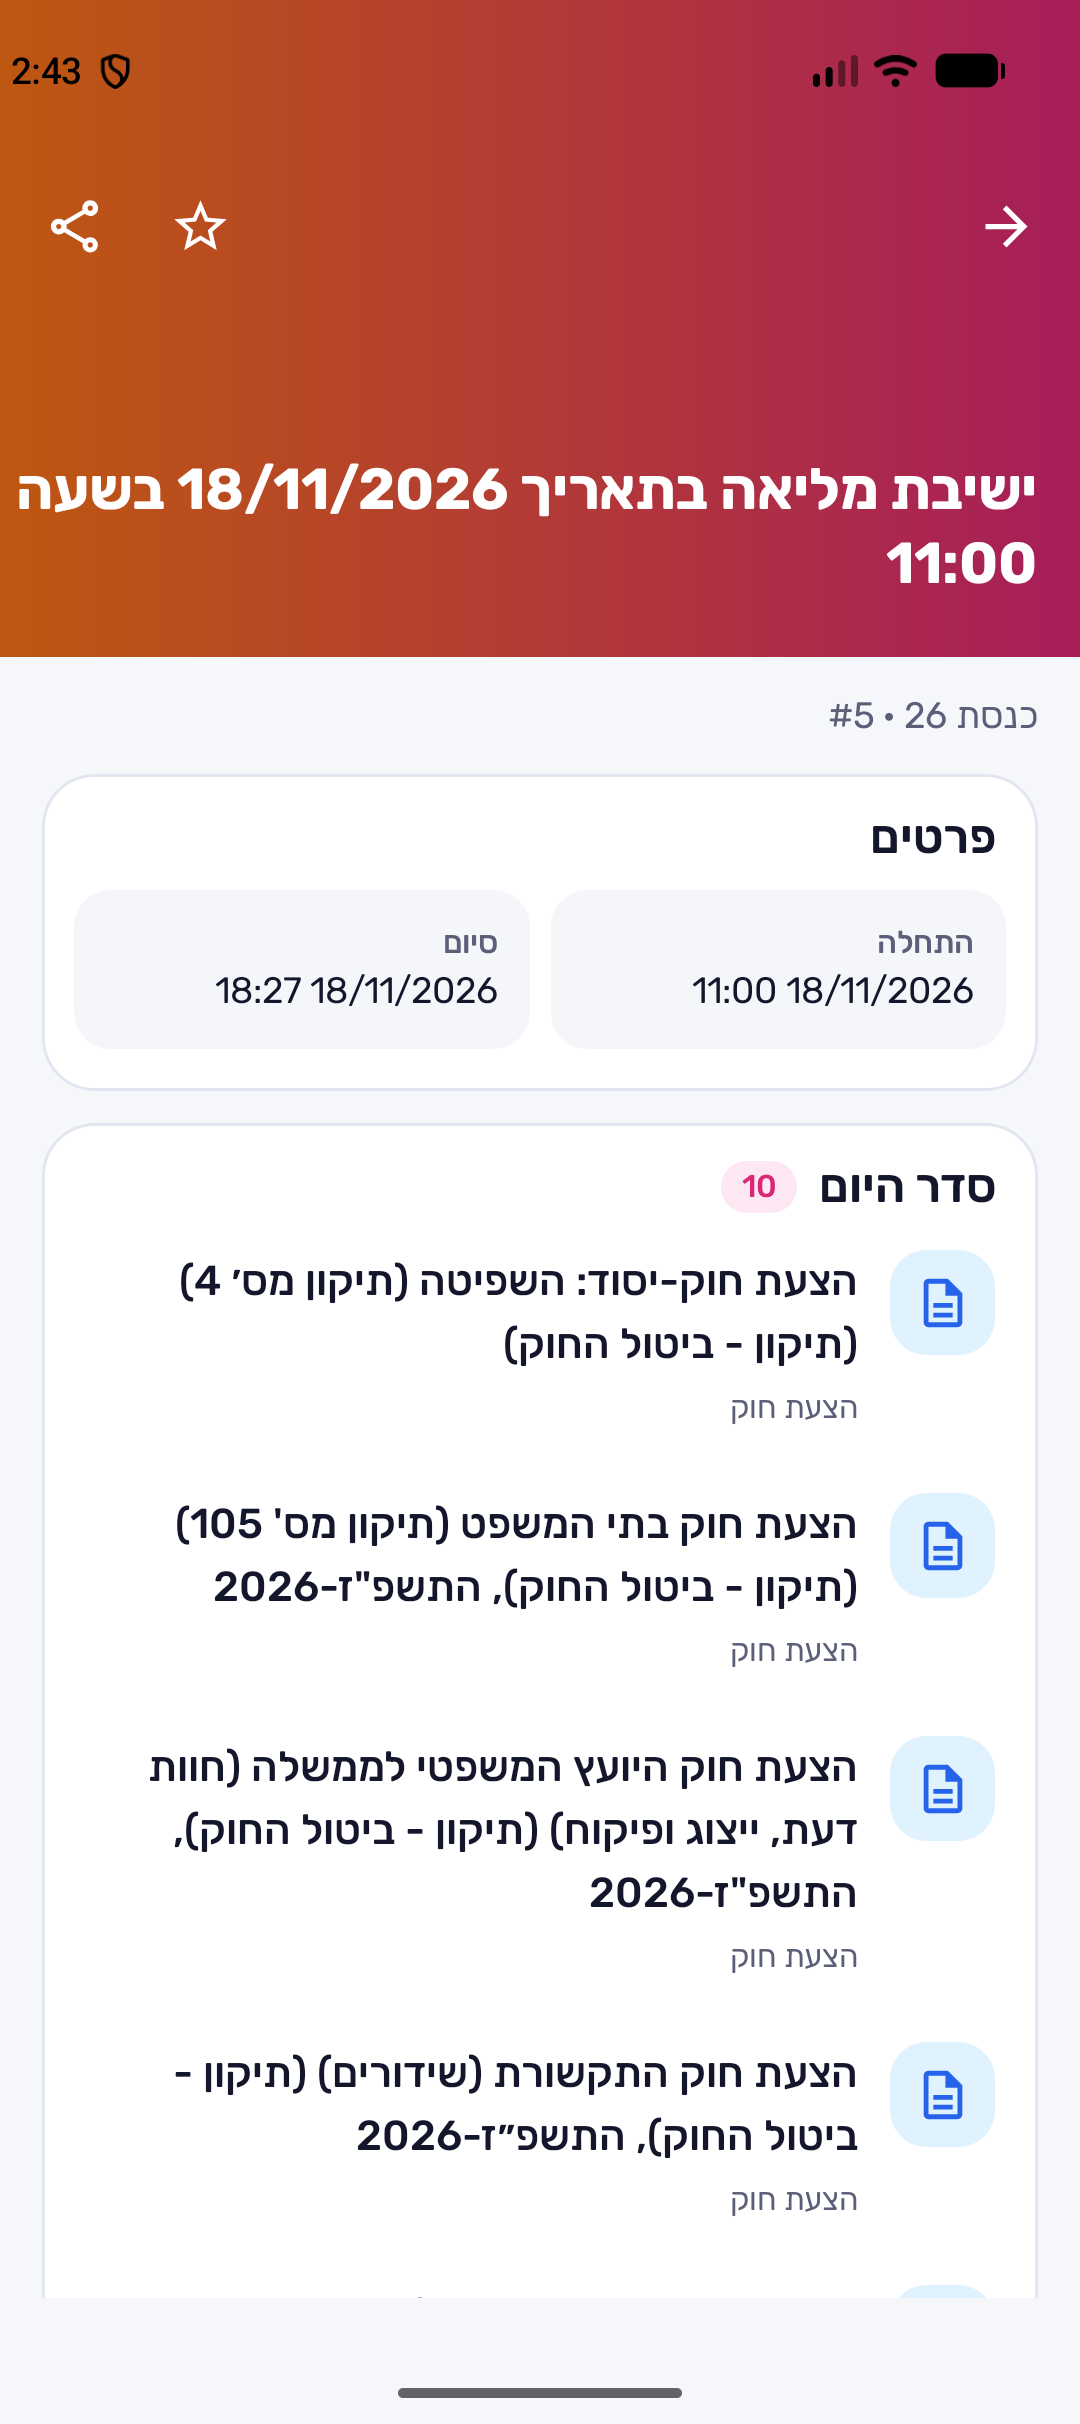 2:43
ישיבת מליאה בתאריך 18/11/2026 בשעה
11:00
כנסת 26 • #5
פרטים
התחלה
18/11/2026 11:00
סיום
18/11/2026 18:27
סדר היום 10
הצעת חוק-יסוד: השפיטה (תיקון מס׳ 4)
(תיקון - ביטול החוק)
הצעת חוק
הצעת חוק בתי המשפט (תיקון מס' 105)
(תיקון - ביטול החוק), התשפ"ז-2026
הצעת חוק
הצעת חוק היועץ המשפטי לממשלה (חוות
דעת, ייצוג ופיקוח) (תיקון - ביטול החוק),
התשפ"ז-2026
הצעת חוק
הצעת חוק התקשורת (שידורים) (תיקון -
ביטול החוק), התשפ״ז-2026
הצעת חוק